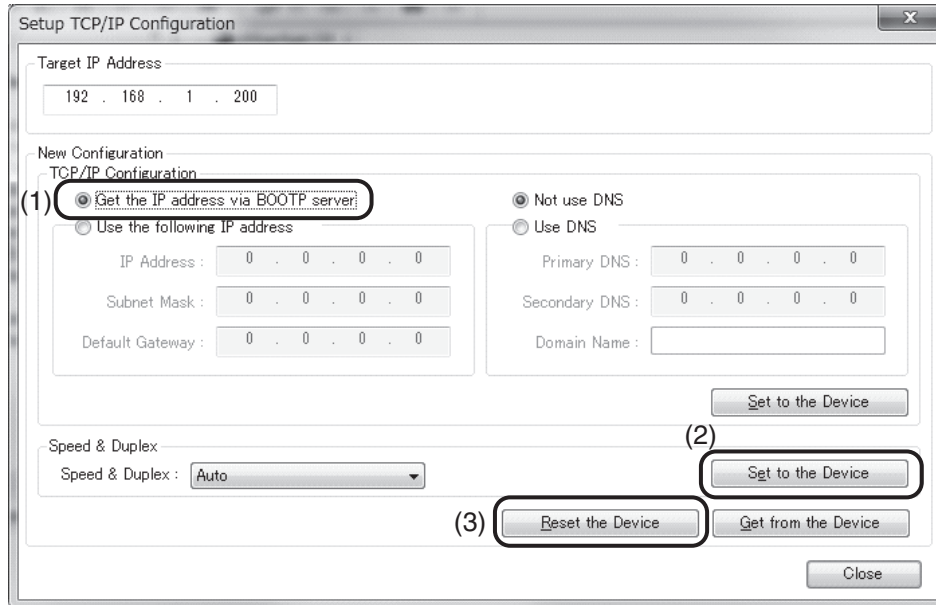 Setup TCP/IP Configuration
x
Target IP Address
192 . 168 . 1 . 200
New Configuration
TCP/IP Configuration
(1) Get the IP address via BOOTP server
Not use DNS
Use the following IP address
Use DNS
IP Address : 0 . 0 . 0 . 0
Primary DNS : 0 . 0 . 0 . 0
Subnet Mask : 0 . 0 . 0 . 0
Secondary DNS : 0 . 0 . 0 . 0
Default Gateway : 0 . 0 . 0 . 0
Domain Name :
Set to the Device
Speed & Duplex
(2)
Speed & Duplex : Auto
Set to the Device
(3) Reset the Device
Get from the Device
Close